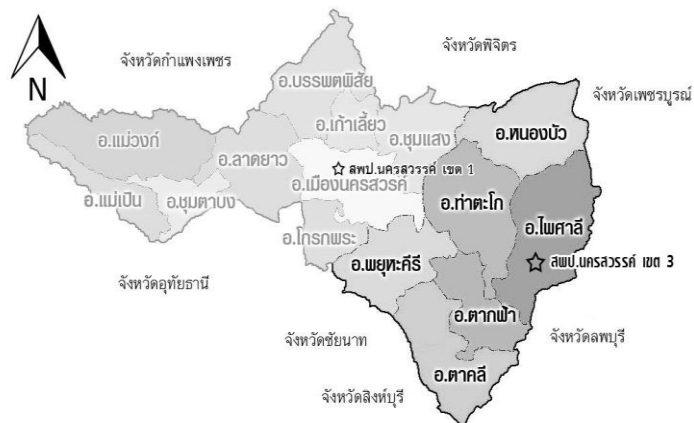 จังหวัดกำแพงเพชร
จังหวัดพิจิตร
จังหวัดเพชรบูรณ์
N
อ.บรรพตพิสัย
อ.เก้าเลี้ยว
อ.ชุมแสง
อ.หนองบัว
อ.แม่วงก์
อ.ลาดยาว
สพป.นครสวรรค์ เขต 1
อ.เมืองนครสวรค์
อ.แม่เปิน
อ.ชุมตาบง
อ.ท่าตะโก
อ.ไพศาลี
อ.โกรกพระ
อ.พยุหะคีรี
สพป.นครสวรรค์ เขต 3
จังหวัดอุทัยธานี
อ.ตากฟ้า
จังหวัดชัยนาท
จังหวัดลพบุรี
อ.ตาคลี
จังหวัดสิงห์บุรี